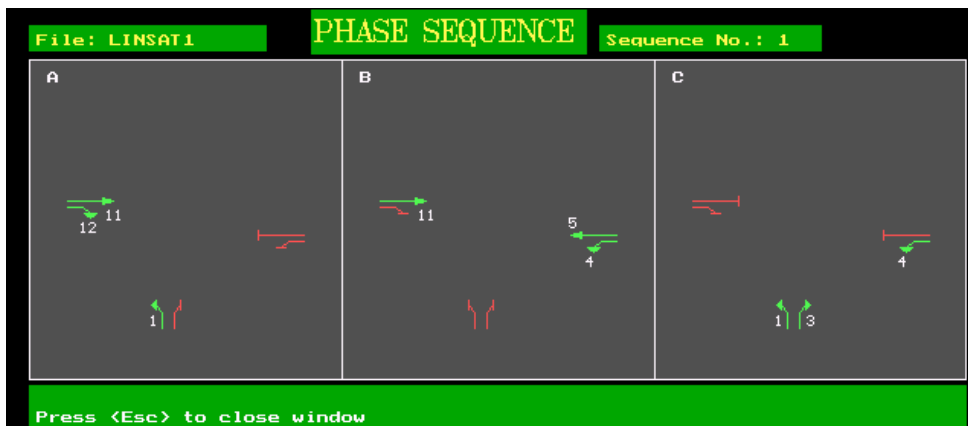 File: LINSAT1
PHASE SEQUENCE
Sequence No.: 1
A
B
C
11
12
1
11
5
4
4
1
3
Press <Esc> to close window